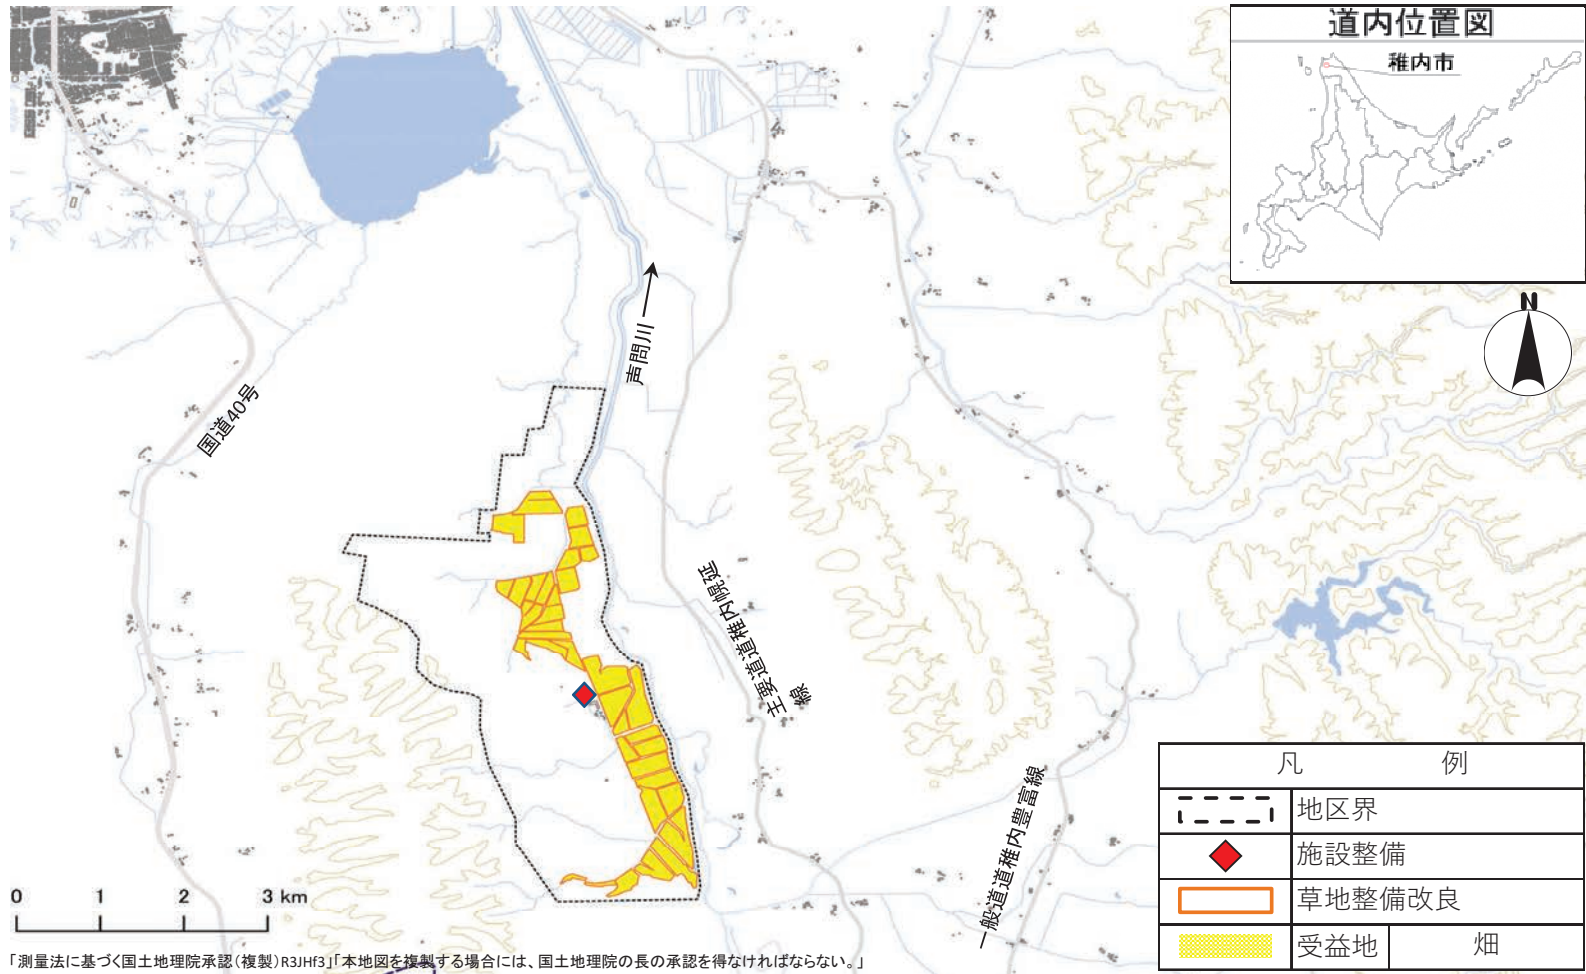 道内位置図
稚内市
N
声問川
国道40号
主要道道稚内幌延
線
一般道道稚内豊富線
凡 例
地区界
施設整備
草地整備改良
受益地 畑
0 1 2 3 km
「測量法に基づく国土地理院承認(複製)R3JHf3」「本地図を複製する場合には、国土地理院の長の承認を得なければならない。」